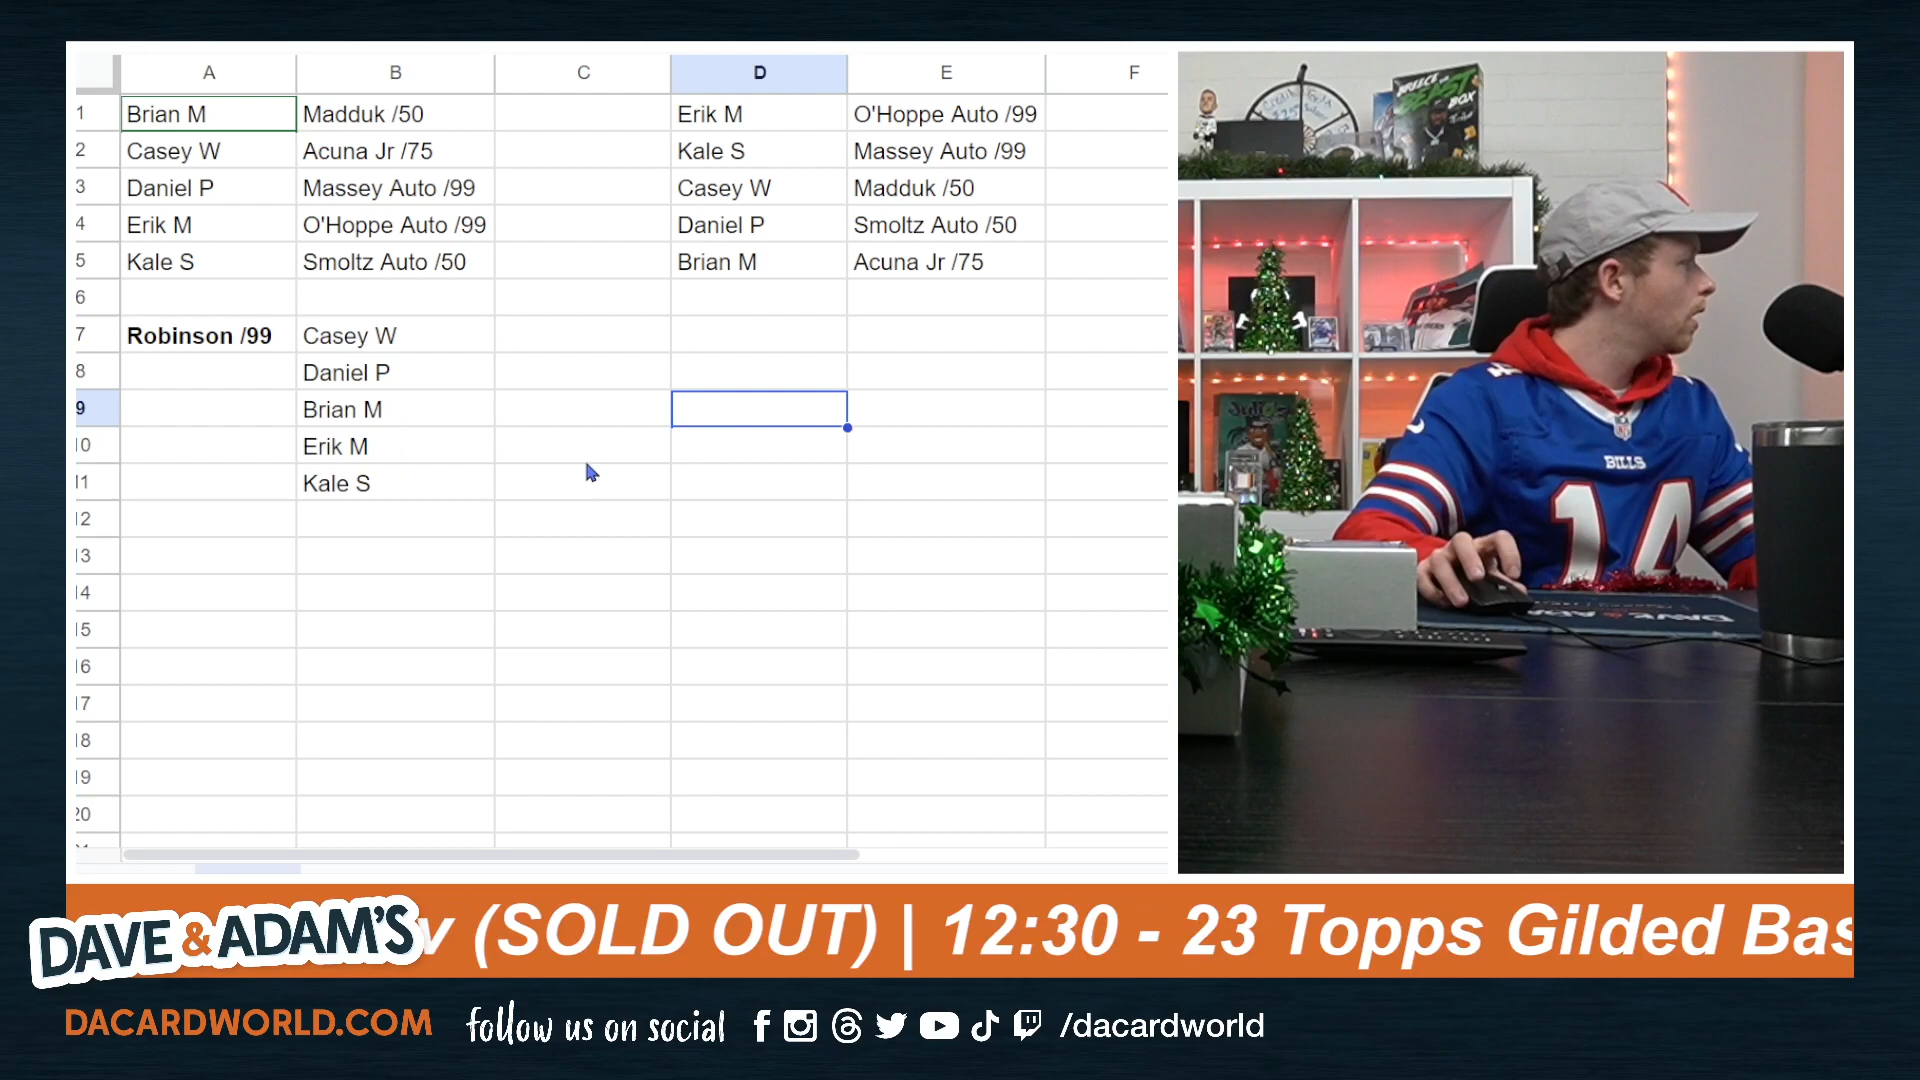 A B C D E F
1 Brian M Madduk /50 Erik M O'Hoppe Auto /99
2 Casey W Acuna Jr /75 Kale S Massey Auto /99
3 Daniel P Massey Auto /99 Casey W Madduk /50
4 Erik M O'Hoppe Auto /99 Daniel P Smoltz Auto /50
5 Kale S Smoltz Auto /50 Brian M Acuna Jr /75
6
7 Robinson /99 Casey W
8 Daniel P
9 Brian M
10 Erik M
11 Kale S
12
13
14
15
16
17
18
19
20
BREECE THE
BEAST
BOX
BILLS
14
DAVE & ADAM'S
v (SOLD OUT) | 12:30 - 23 Topps Gilded Bas
DACARDWORLD.COM follow us on social /dacardworld